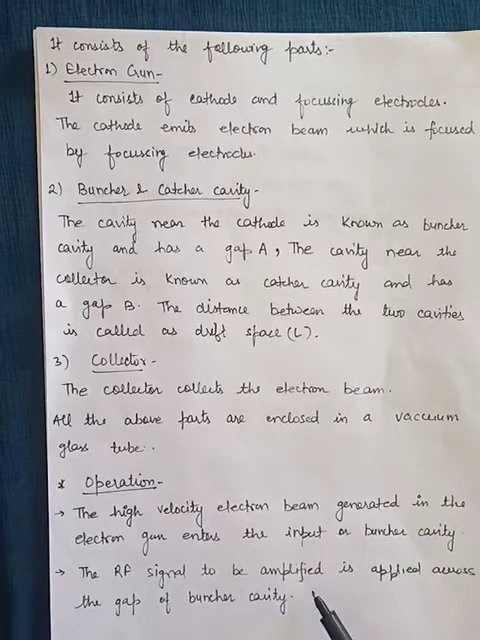 It consists of the following parts:-
1) Electron Gun-
It consists of cathode and focussing electrodes.
The cathode emits electron beam which is focused
by focussing electrodes.
2) Buncher & Catcher cavity-
The cavity near the cathode is known as buncher
cavity and has a gap A, The cavity near the
collector is known as catcher cavity and has
a gap B. The distance between the two cavities
is called as drift space (L).
3) Collector-
The collector collects the electron beam.
All the above parts are enclosed in a vaccum
glass tube.
* Operation-
→ The high velocity electron beam generated in the
electron gun enters the input or buncher cavity.
→ The RF signal to be amplified is applied across
the gap of buncher cavity.